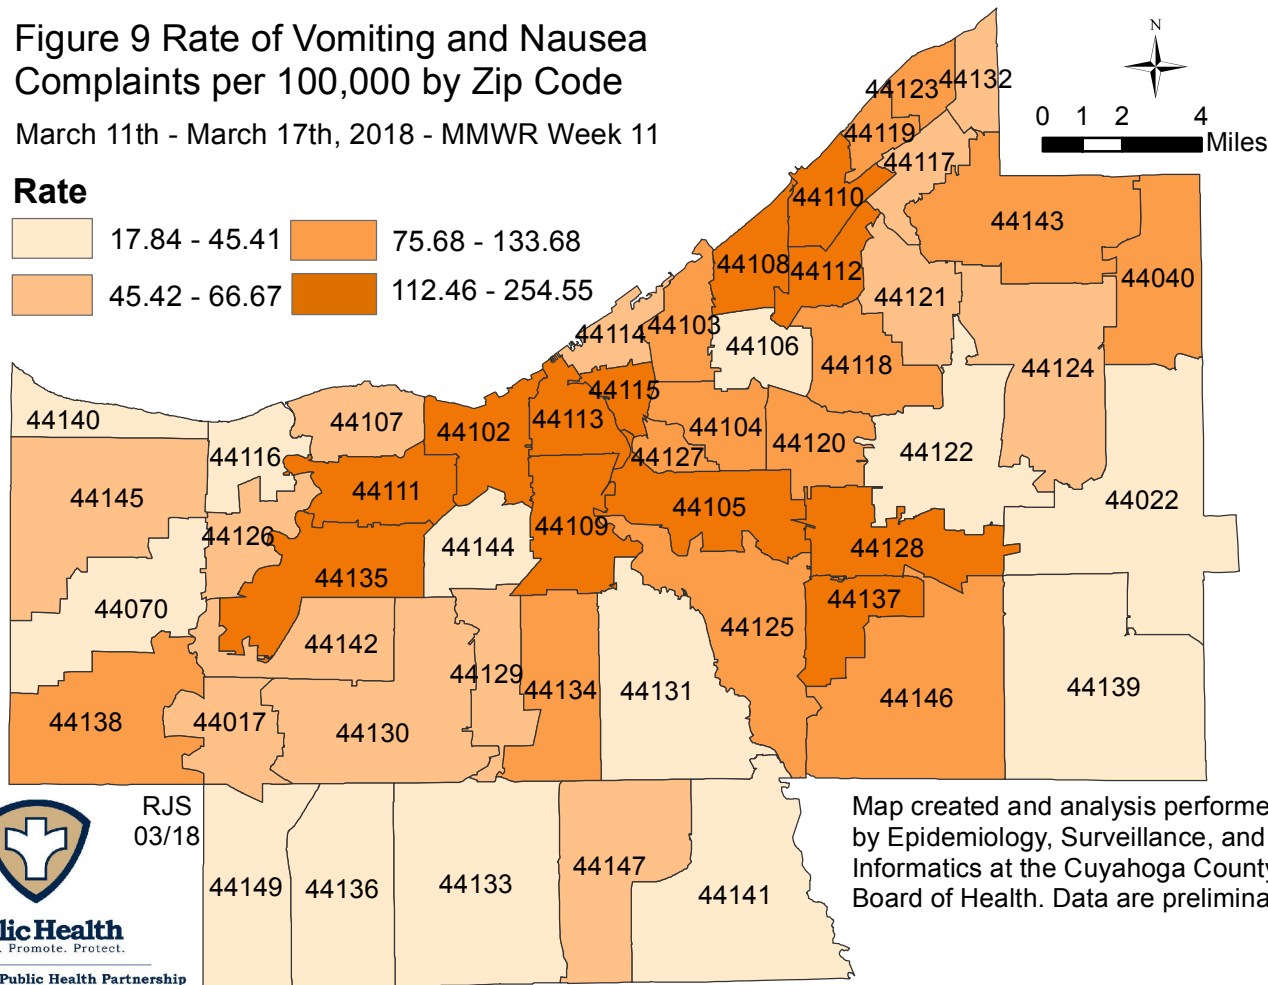 Figure 9 Rate of Vomiting and Nausea
Complaints per 100,000 by Zip Code
March 11th - March 17th, 2018 - MMWR Week 11
Rate
17.84 - 45.41
75.68 - 133.68
45.42 - 66.67
112.46 - 254.55
N
0 1 2 4
Miles
44132
44123
44119
44117
44110
44143
44108
44112
44040
44121
44114
44103
44106
44118
44124
44115
44140
44107
44102
44113
44104
44120
44116
44127
44122
44145
44111
44105
44022
44126
44109
44144
44128
44135
44070
44137
44125
44142
44129
44134
44131
44146
44139
44138
44017
44130
RJS
03/18
44149
44136
44133
44147
44141
Map created and analysis performe
by Epidemiology, Surveillance, and
Informatics at the Cuyahoga County
Board of Health. Data are prelimina
lic Health
. Promote. Protect.
Public Health Partnership